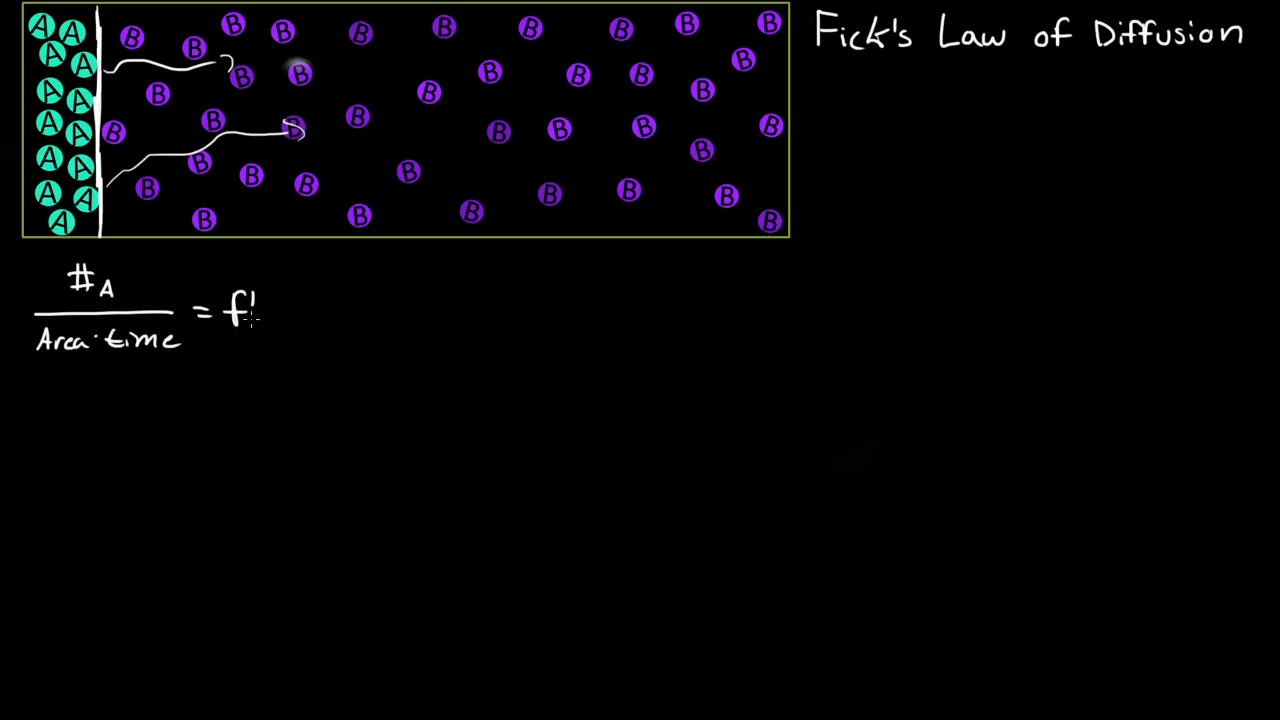 Fick's Law of Diffusion
A A A A A A A A A A A A A
B B B B B B B B B B B B B B B B B B B B B B B B B B B B B B B B B B B B B B B B B B B B B
#A
Area·time
= f'